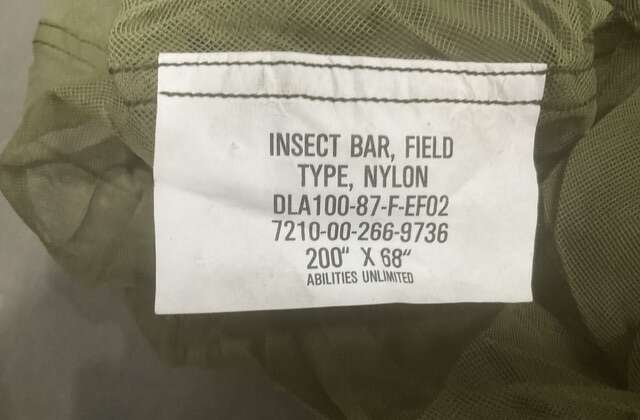 INSECT BAR, FIELD
TYPE, NYLON
DLA100-87-F-EF02
7210-00-266-9736
200" X 68"
ABILITIES UNLIMITED